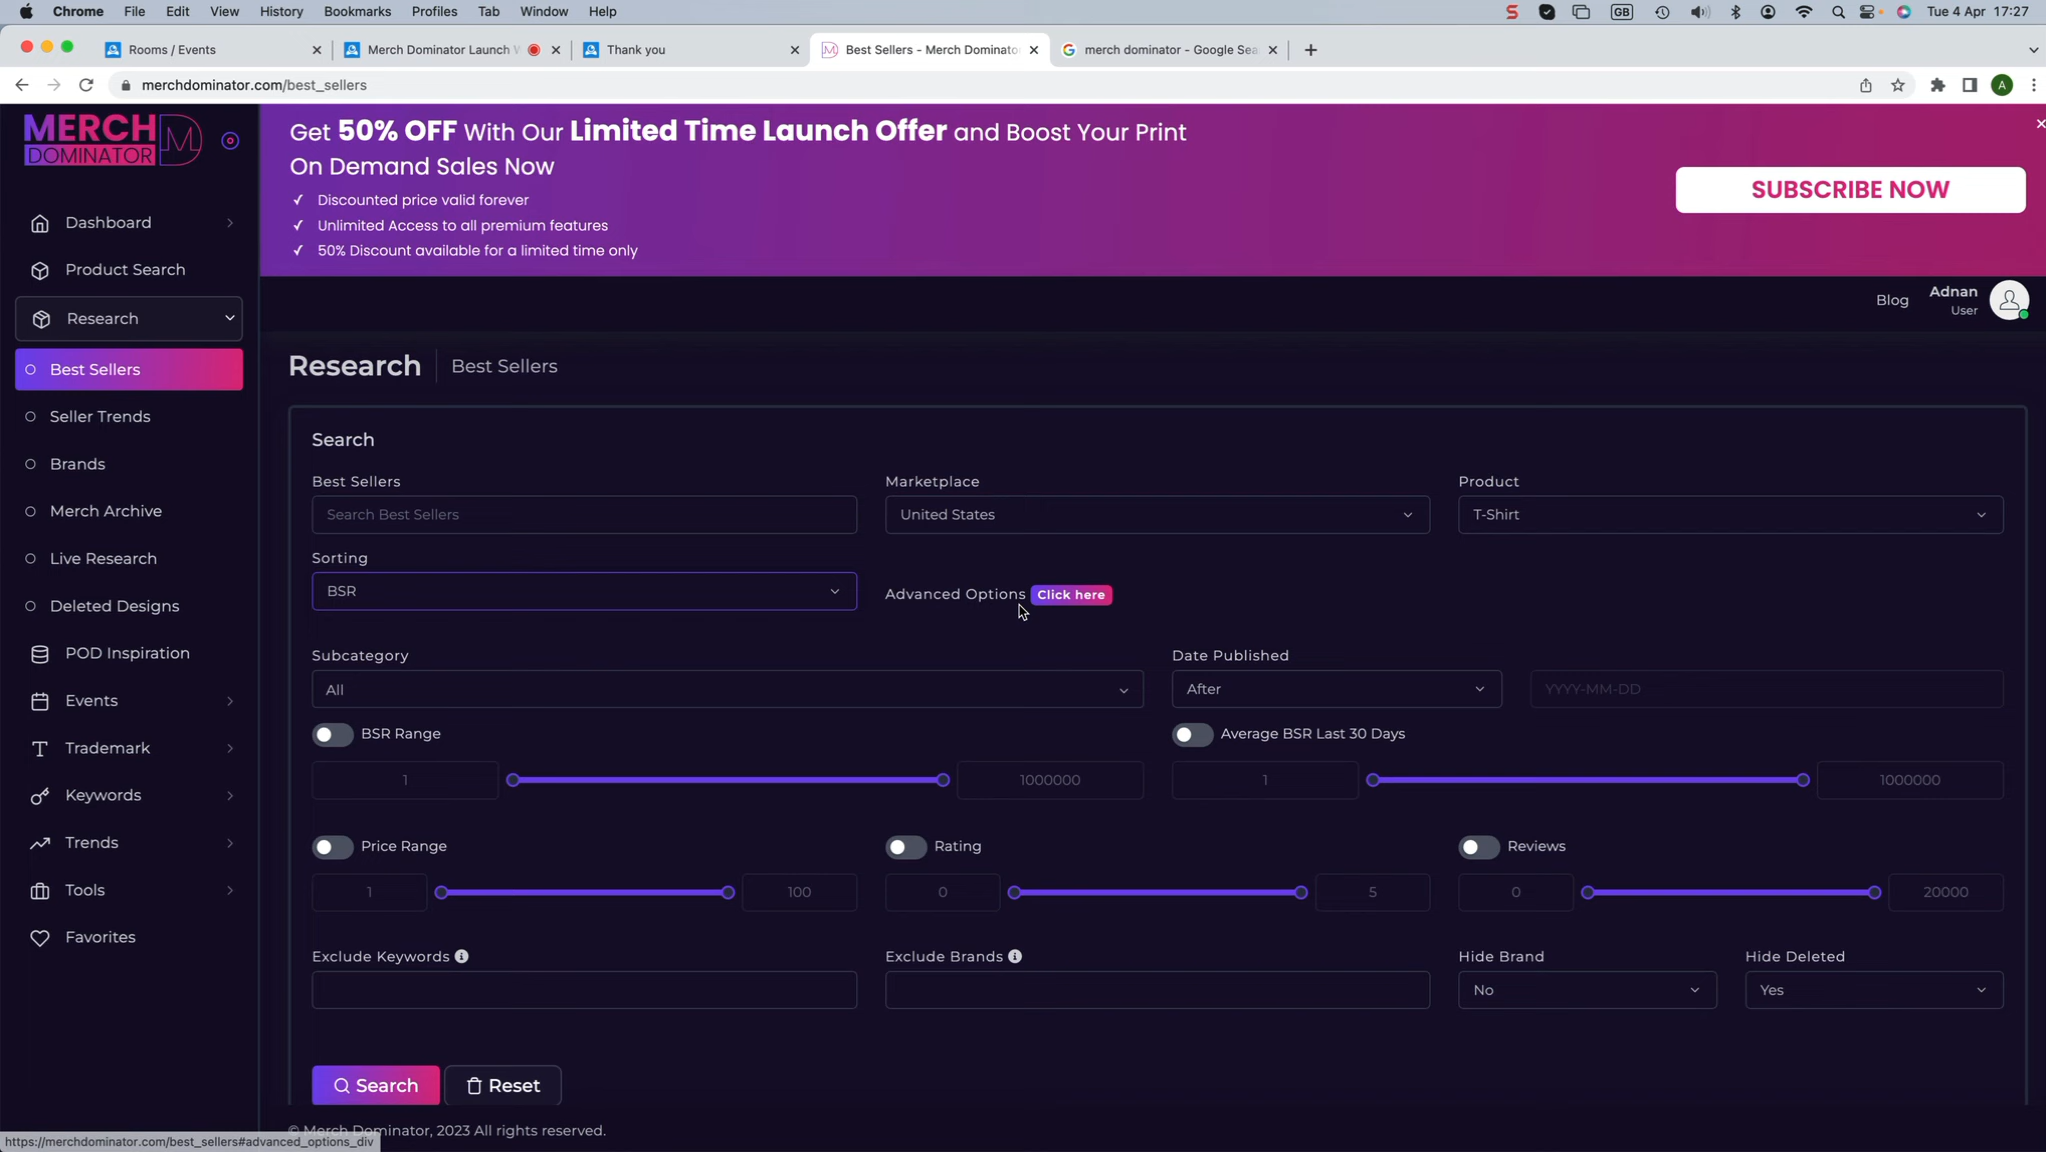 Chrome File Edit View History Bookmarks Profiles Tab Window Help
S GB Tue 4 Apr 17:27
Rooms / Events
Merch Dominator Launch
Thank you
Best Sellers - Merch Dominato
merch dominator - Google Sea
merchdominator.com/best_sellers
A
MERCH DOMINATOR M
Get 50% OFF With Our Limited Time Launch Offer and Boost Your Print
On Demand Sales Now
✓ Discounted price valid forever
✓ Unlimited Access to all premium features
✓ 50% Discount available for a limited time only
SUBSCRIBE NOW
Dashboard
Product Search
Research
Best Sellers
Seller Trends
Brands
Merch Archive
Live Research
Deleted Designs
POD Inspiration
Events
Trademark
Keywords
Trends
Tools
Favorites
Blog
Adnan
User
Research Best Sellers
Search
Best Sellers Marketplace Product
Search Best Sellers United States T-Shirt
Sorting
BSR
Advanced Options Click here
Subcategory Date Published
All After YYYY-MM-DD
BSR Range Average BSR Last 30 Days
1 1000000 1 1000000
Price Range Rating Reviews
1 100 0 5 0 20000
Exclude Keywords Exclude Brands Hide Brand Hide Deleted
No Yes
Search Reset
© Merch Dominator, 2023 All rights reserved.
https://merchdominator.com/best_sellers#advanced_options_div